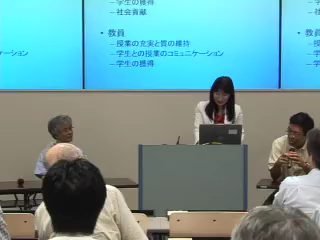 －学生の獲得
－社会貢献
• 教員
－授業の充実と質の維持
－学生との授業のコミュニケーション
－学生の獲得
ケーション